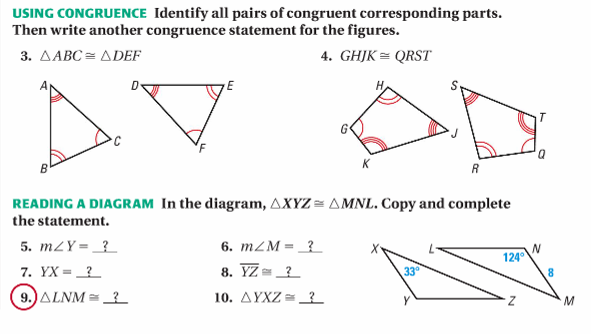 USING CONGRUENCE Identify all pairs of congruent corresponding parts.
Then write another congruence statement for the figures.
3. △ABC ≅ △DEF
4. GHJK ≅ QRST
A
B
C
D
E
F
G
H
J
K
S
T
Q
R
READING A DIAGRAM In the diagram, △XYZ ≅ △MNL. Copy and complete
the statement.
5. m∠Y = ?
6. m∠M = ?
7. YX = ?
8. YZ ≅ ?
9. △LNM ≅ ?
10. △YXZ ≅ ?
X
L
N
124°
33°
8
Y
Z
M